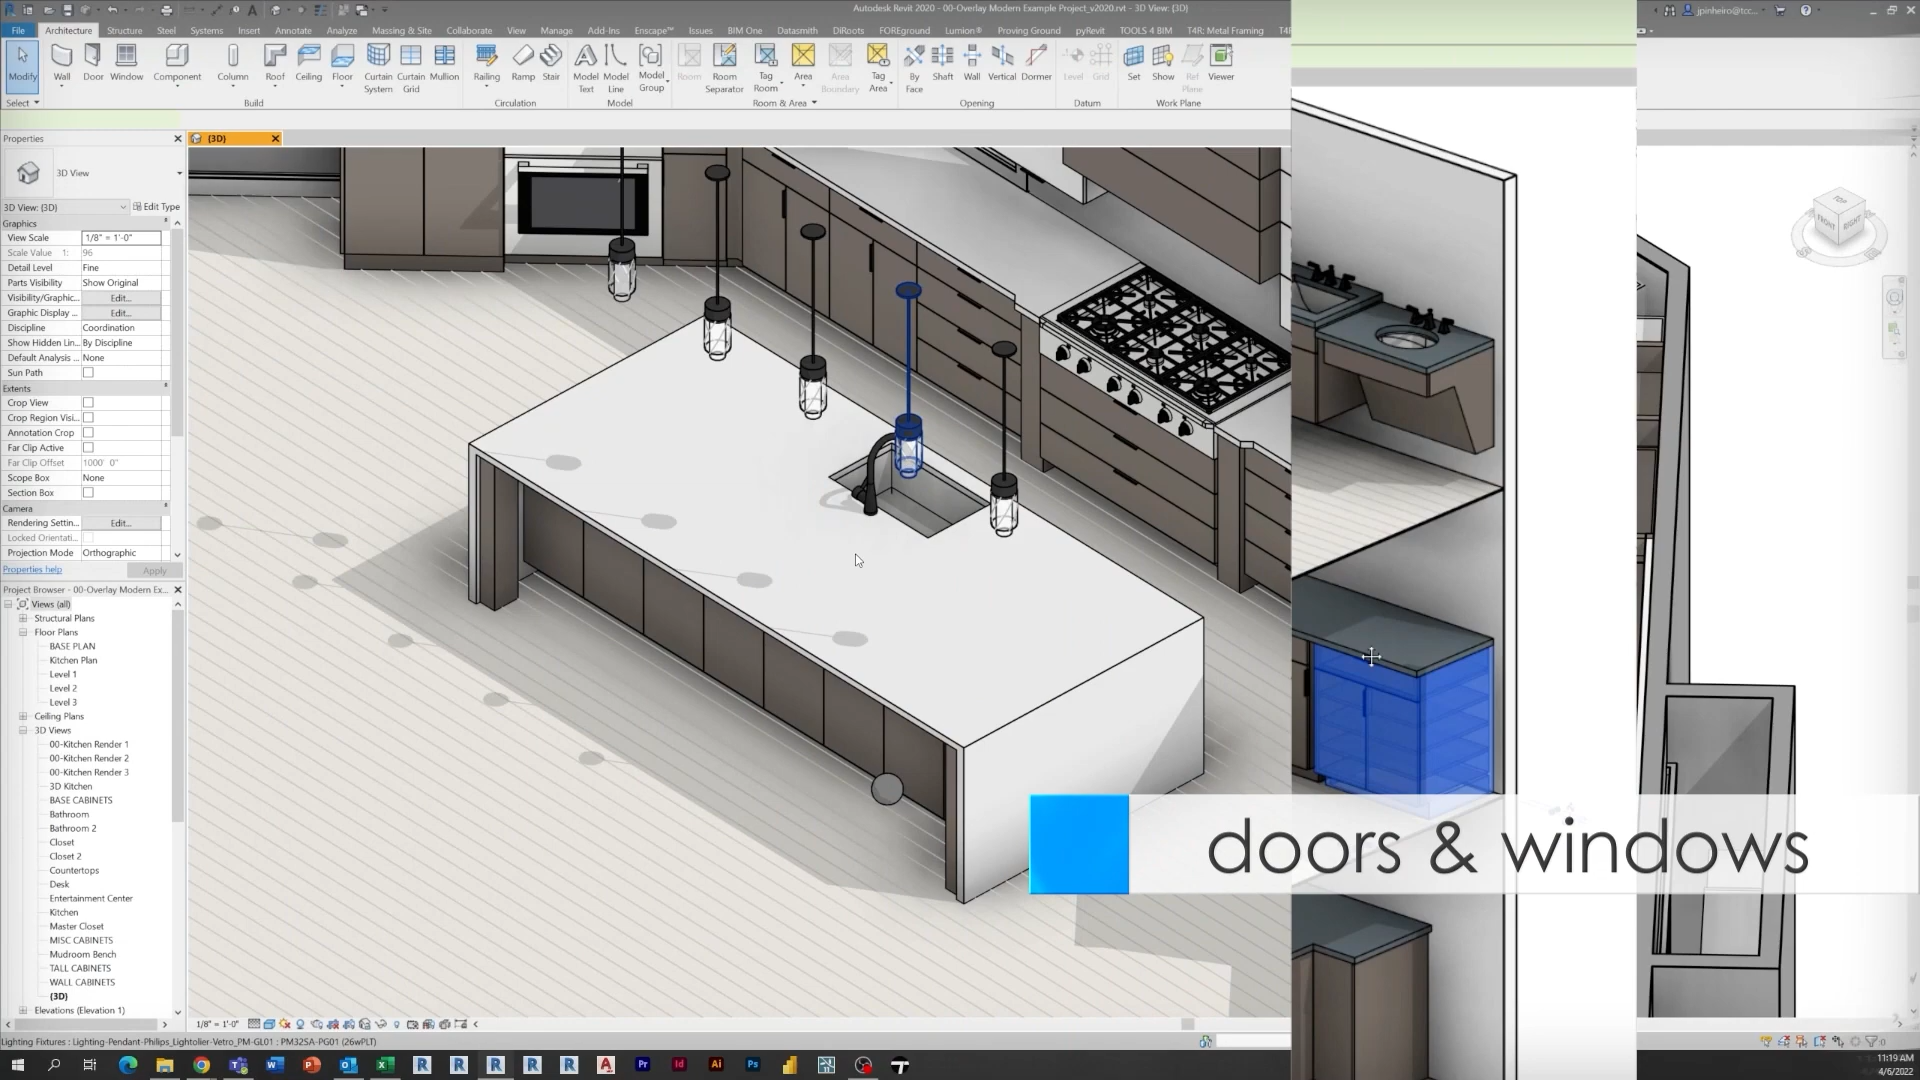 Autodesk Revit 2020 - 00-Overlay Modern Example Project_v2020.rvt - 3D View: {3D}
jpinheiro@tcc...
File Architecture Structure Steel Systems Insert Annotate Analyze Massing & Site Collaborate View Manage Add-Ins Enscape™ Issues BIM One Datasmith DiRoots FOREground Lumion® Proving Ground pyRevit TOOLS 4 BIM T4R: Metal Framing T4R
Modify Wall Door Window Component Column Roof Ceiling Floor Curtain System Curtain Grid Mullion Railing Ramp Stair Model Text Model Line Model Group Room Room Separator Tag Room Area Area Boundary Tag Area By Face Shaft Wall Vertical Dormer Level Grid Set Show Ref Plane Viewer
Select Build Circulation Model Room & Area Opening Datum Work Plane
Properties
{3D}
3D View
3D View: {3D} Edit Type
Graphics
View Scale 1/8" = 1'-0"
Scale Value 1: 96
Detail Level Fine
Parts Visibility Show Original
Visibility/Graphic... Edit...
Graphic Display ... Edit...
Discipline Coordination
Show Hidden Lin... By Discipline
Default Analysis ... None
Sun Path
Extents
Crop View
Crop Region Visi...
Annotation Crop
Far Clip Active
Far Clip Offset 1000' 0"
Scope Box None
Section Box
Camera
Rendering Settin... Edit...
Locked Orientati...
Projection Mode Orthographic
Properties help Apply
Project Browser - 00-Overlay Modern Ex...
Views (all)
Structural Plans
Floor Plans
BASE PLAN
Kitchen Plan
Level 1
Level 2
Level 3
Ceiling Plans
3D Views
00-Kitchen Render 1
00-Kitchen Render 2
00-Kitchen Render 3
3D Kitchen
BASE CABINETS
Bathroom
Bathroom 2
Closet
Closet 2
Countertops
Desk
Entertainment Center
Kitchen
Master Closet
MISC CABINETS
Mudroom Bench
TALL CABINETS
WALL CABINETS
{3D}
Elevations (Elevation 1)
TOP
FRONT RIGHT
doors & windows
1/8" = 1'-0"
Lighting Fixtures : Lighting-Pendant-Philips_Lightolier-Vetro_PM-GL01 : PM32SA-PG01 (26wPLT)
:0
11:19 AM
4/6/2022